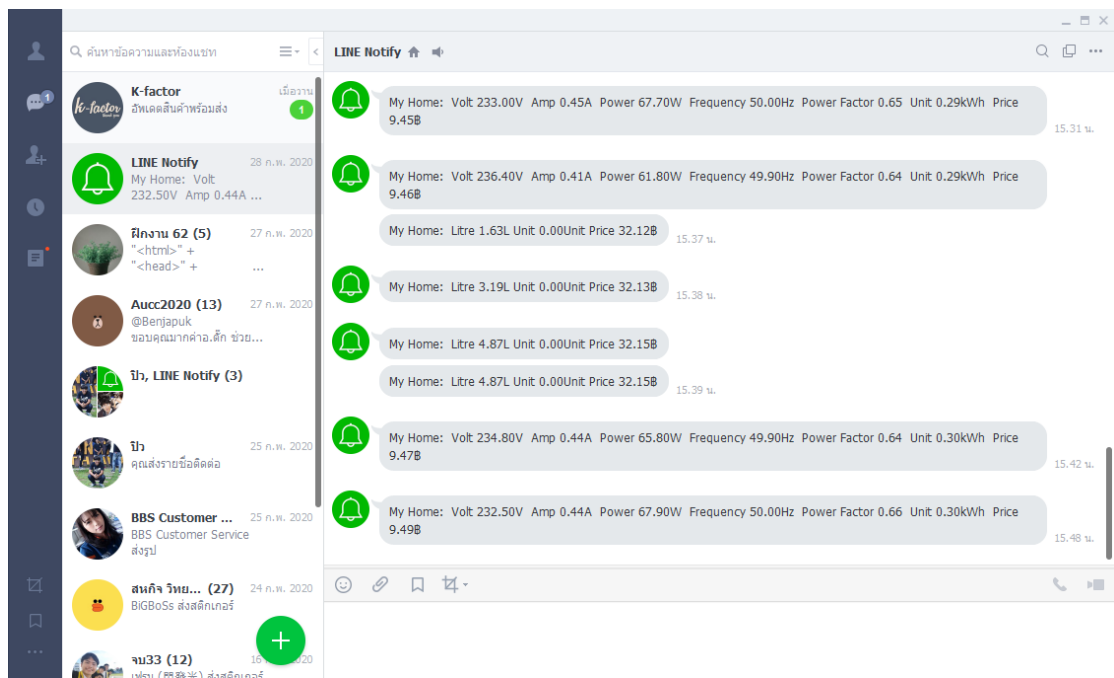 ค้นหาข้อความและห้องแชท
K-factor
เมื่อวาน
อัพเดตสินค้าพร้อมส่ง
1
LINE Notify
28 ก.พ. 2020
My Home: Volt
232.50V Amp 0.44A ...
ฝึกงาน 62 (5)
27 ก.พ. 2020
"<html>" +
"<head>" + ...
Aucc2020 (13)
27 ก.พ. 2020
@Benjapuk
ขอบคุณมากค่าอ.ตั๊ก ช่วย...
ปิว, LINE Notify (3)
ปิว
25 ก.พ. 2020
คุณส่งรายชื่อติดต่อ
BBS Customer ...
25 ก.พ. 2020
BBS Customer Service
ส่งรูป
สหกิจ วิทย... (27)
24 ก.พ. 2020
BiGBoSs ส่งสติกเกอร์
จบ33 (12)
LINE Notify
My Home: Volt 233.00V Amp 0.45A Power 67.70W Frequency 50.00Hz Power Factor 0.65 Unit 0.29kWh Price
9.45฿
15.31 น.
My Home: Volt 236.40V Amp 0.41A Power 61.80W Frequency 49.90Hz Power Factor 0.64 Unit 0.29kWh Price
9.46฿
My Home: Litre 1.63L Unit 0.00Unit Price 32.12฿
15.37 น.
My Home: Litre 3.19L Unit 0.00Unit Price 32.13฿
15.38 น.
My Home: Litre 4.87L Unit 0.00Unit Price 32.15฿
My Home: Litre 4.87L Unit 0.00Unit Price 32.15฿
15.39 น.
My Home: Volt 234.80V Amp 0.44A Power 65.80W Frequency 49.90Hz Power Factor 0.64 Unit 0.30kWh Price
9.47฿
15.42 น.
My Home: Volt 232.50V Amp 0.44A Power 67.90W Frequency 50.00Hz Power Factor 0.66 Unit 0.30kWh Price
9.49฿
15.48 น.